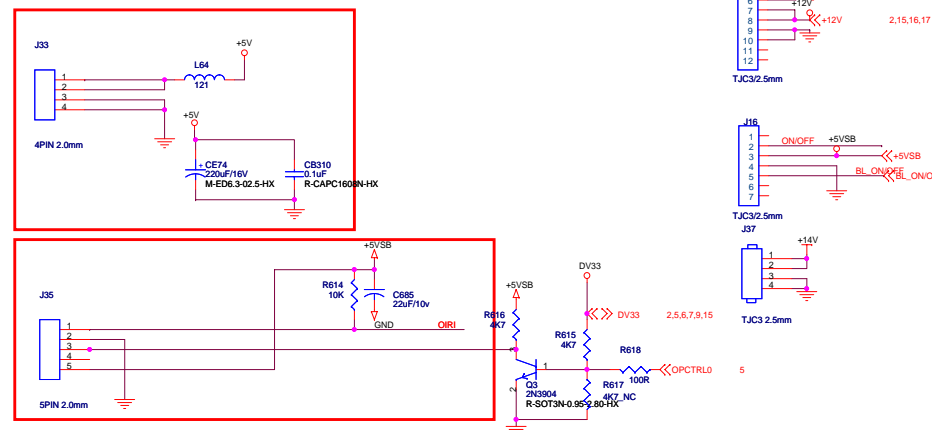 J33
1
2
3
4
4PIN 2.0mm
L64
121
+5V
+5V
+ CE74
220uF/16V
M-ED6.3-02.5-HX
CB310
0.1uF
R-CAPC1608N-HX
7
8
9
10
11
12
+12V
+12V
2,15,16,17
TJC3/2.5mm
J16
1
2
3
4
5
6
7
ON/OFF
+5VSB
+5VSB
BL_ON/OFF
TJC3/2.5mm
J37
1
2
3
4
+14V
TJC3 2.5mm
J35
1
2
3
4
5
5PIN 2.0mm
+5VSB
R614
10K
C685
22uF/10v
GND
OIRI
+5VSB
R616
4K7
DV33
DV33
2,5,6,7,9,15
R615
4K7
R618
100R
OPCTRL0
5
R617
4K7_NC
1
2
Q3
2N3904
R-SOT3N-0.95-2.80-HX